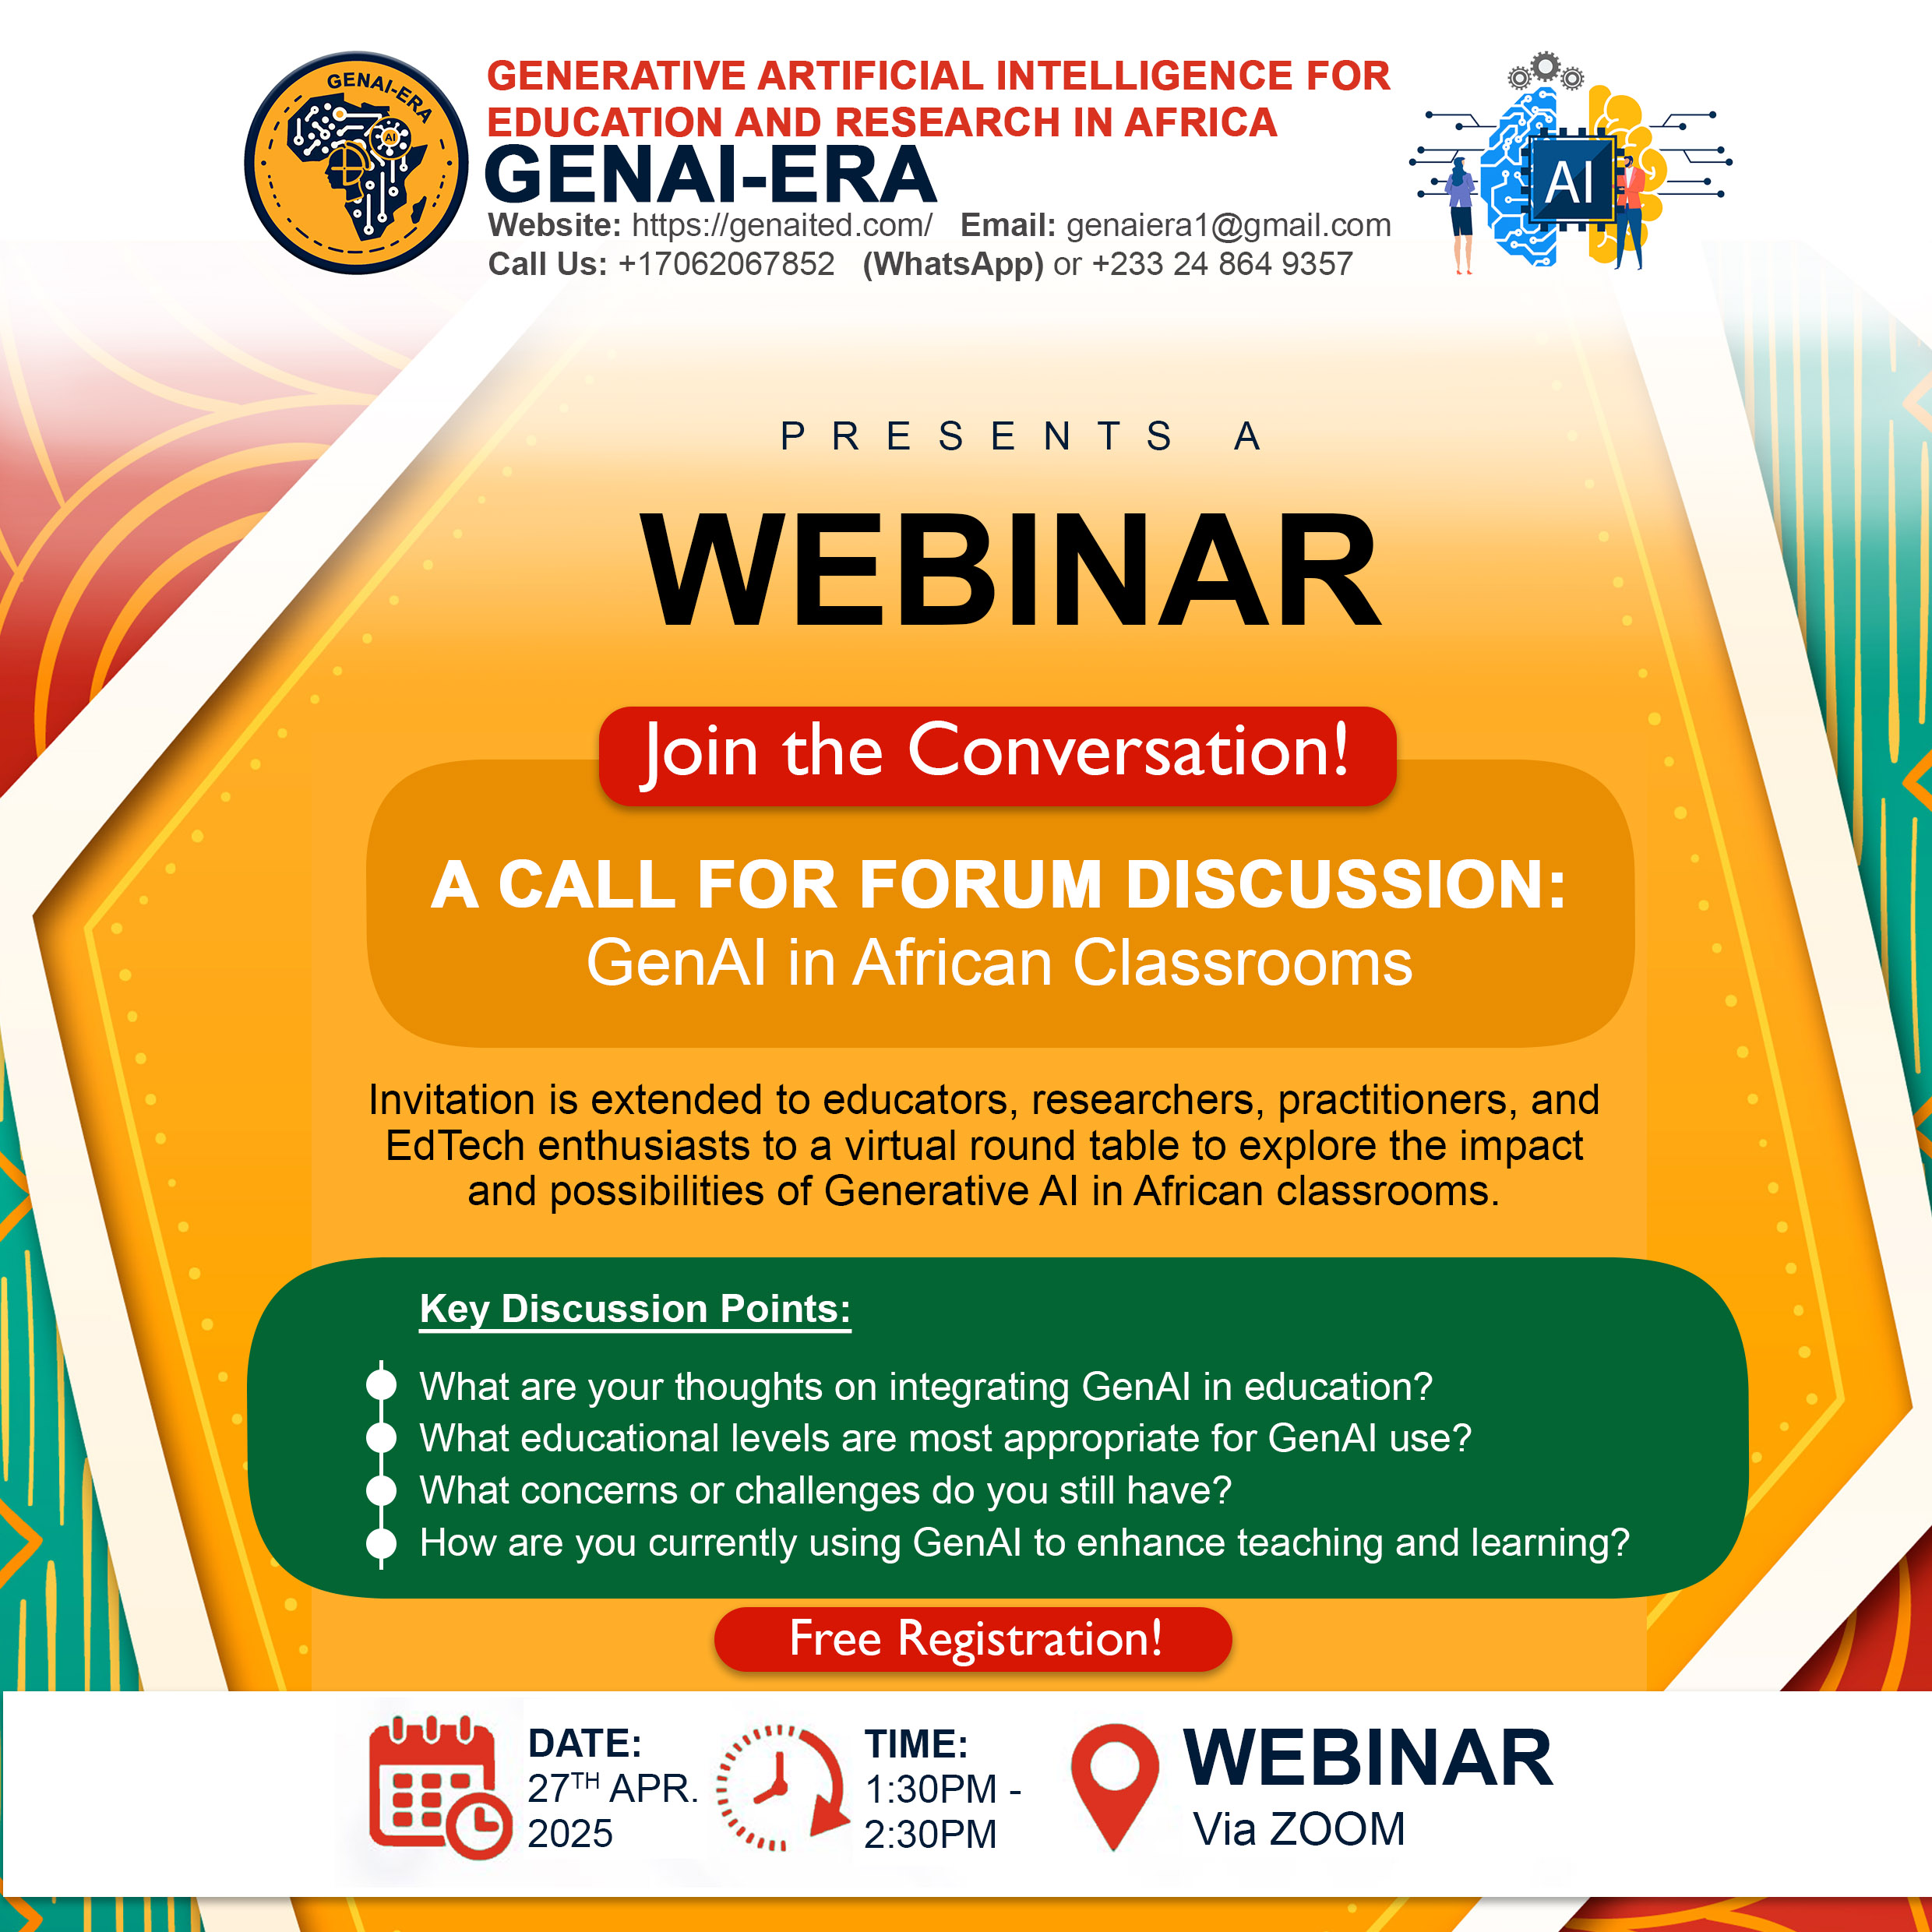 GENAI-ERA
AI
GENERATIVE ARTIFICIAL INTELLIGENCE FOR
EDUCATION AND RESEARCH IN AFRICA
GENAI-ERA
Website: https://genaited.com/ Email: genaiera1@gmail.com
Call Us: +17062067852 (WhatsApp) or +233 24 864 9357
AI
PRESENTS A
WEBINAR
Join the Conversation!
A CALL FOR FORUM DISCUSSION:
GenAI in African Classrooms
Invitation is extended to educators, researchers, practitioners, and
EdTech enthusiasts to a virtual round table to explore the impact
and possibilities of Generative AI in African classrooms.
Key Discussion Points:
What are your thoughts on integrating GenAI in education?
What educational levels are most appropriate for GenAI use?
What concerns or challenges do you still have?
How are you currently using GenAI to enhance teaching and learning?
Free Registration!
DATE:
27TH APR.
2025
TIME:
1:30PM -
2:30PM
WEBINAR
Via ZOOM